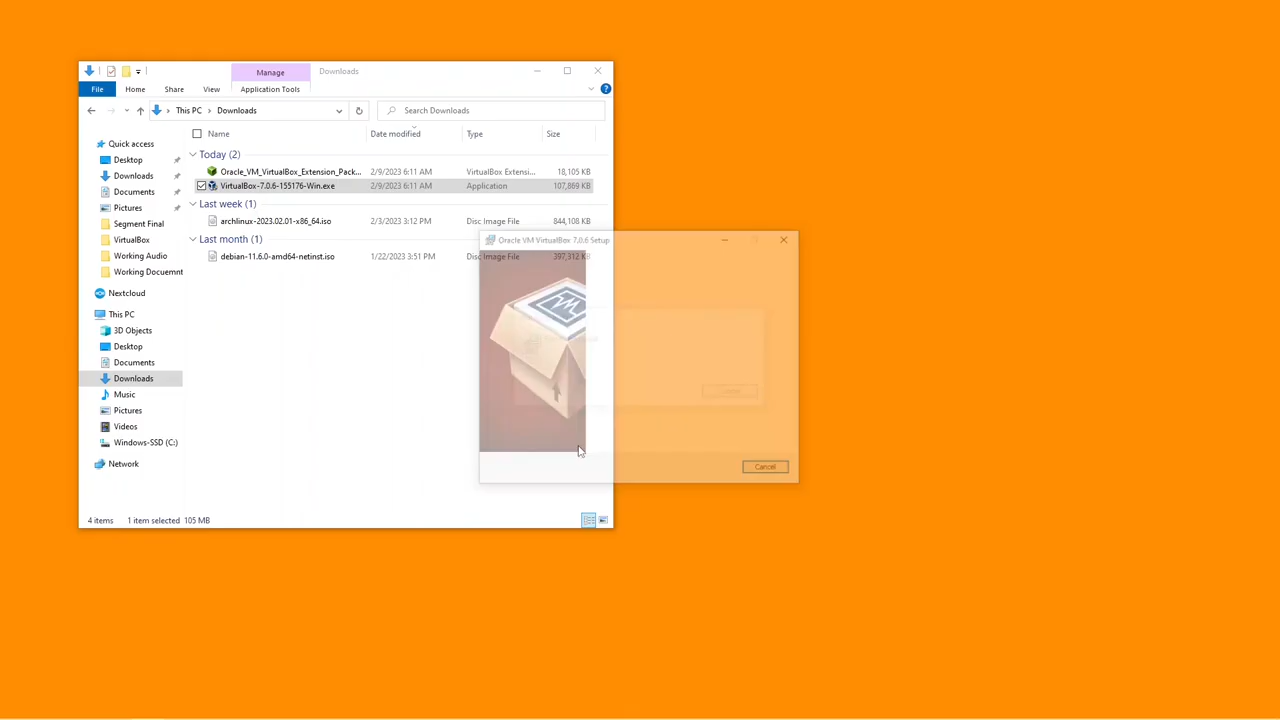 Manage
Downloads
File
Home
Share
View
Application Tools
This PC
Downloads
Search Downloads
Name
Date modified
Type
Size
Quick access
Desktop
Downloads
Documents
Pictures
Segment Final
VirtualBox
Working Audio
Working Docuemnt
Nextcloud
This PC
3D Objects
Desktop
Documents
Downloads
Music
Pictures
Videos
Windows-SSD (C:)
Network
Today (2)
Oracle_VM_VirtualBox_Extension_Pack... 2/9/2023 6:11 AM VirtualBox Extensi... 18,105 KB
VirtualBox-7.0.6-155176-Win.exe 2/9/2023 6:11 AM Application 107,869 KB
Last week (1)
archlinux-2023.02.01-x86_64.iso 2/3/2023 3:12 PM Disc Image File 844,108 KB
Last month (1)
debian-11.6.0-amd64-netinst.iso 1/22/2023 3:51 PM Disc Image File 397,312 KB
Oracle VM VirtualBox 7.0.6 Setup
Cancel
4 items 1 item selected 105 MB